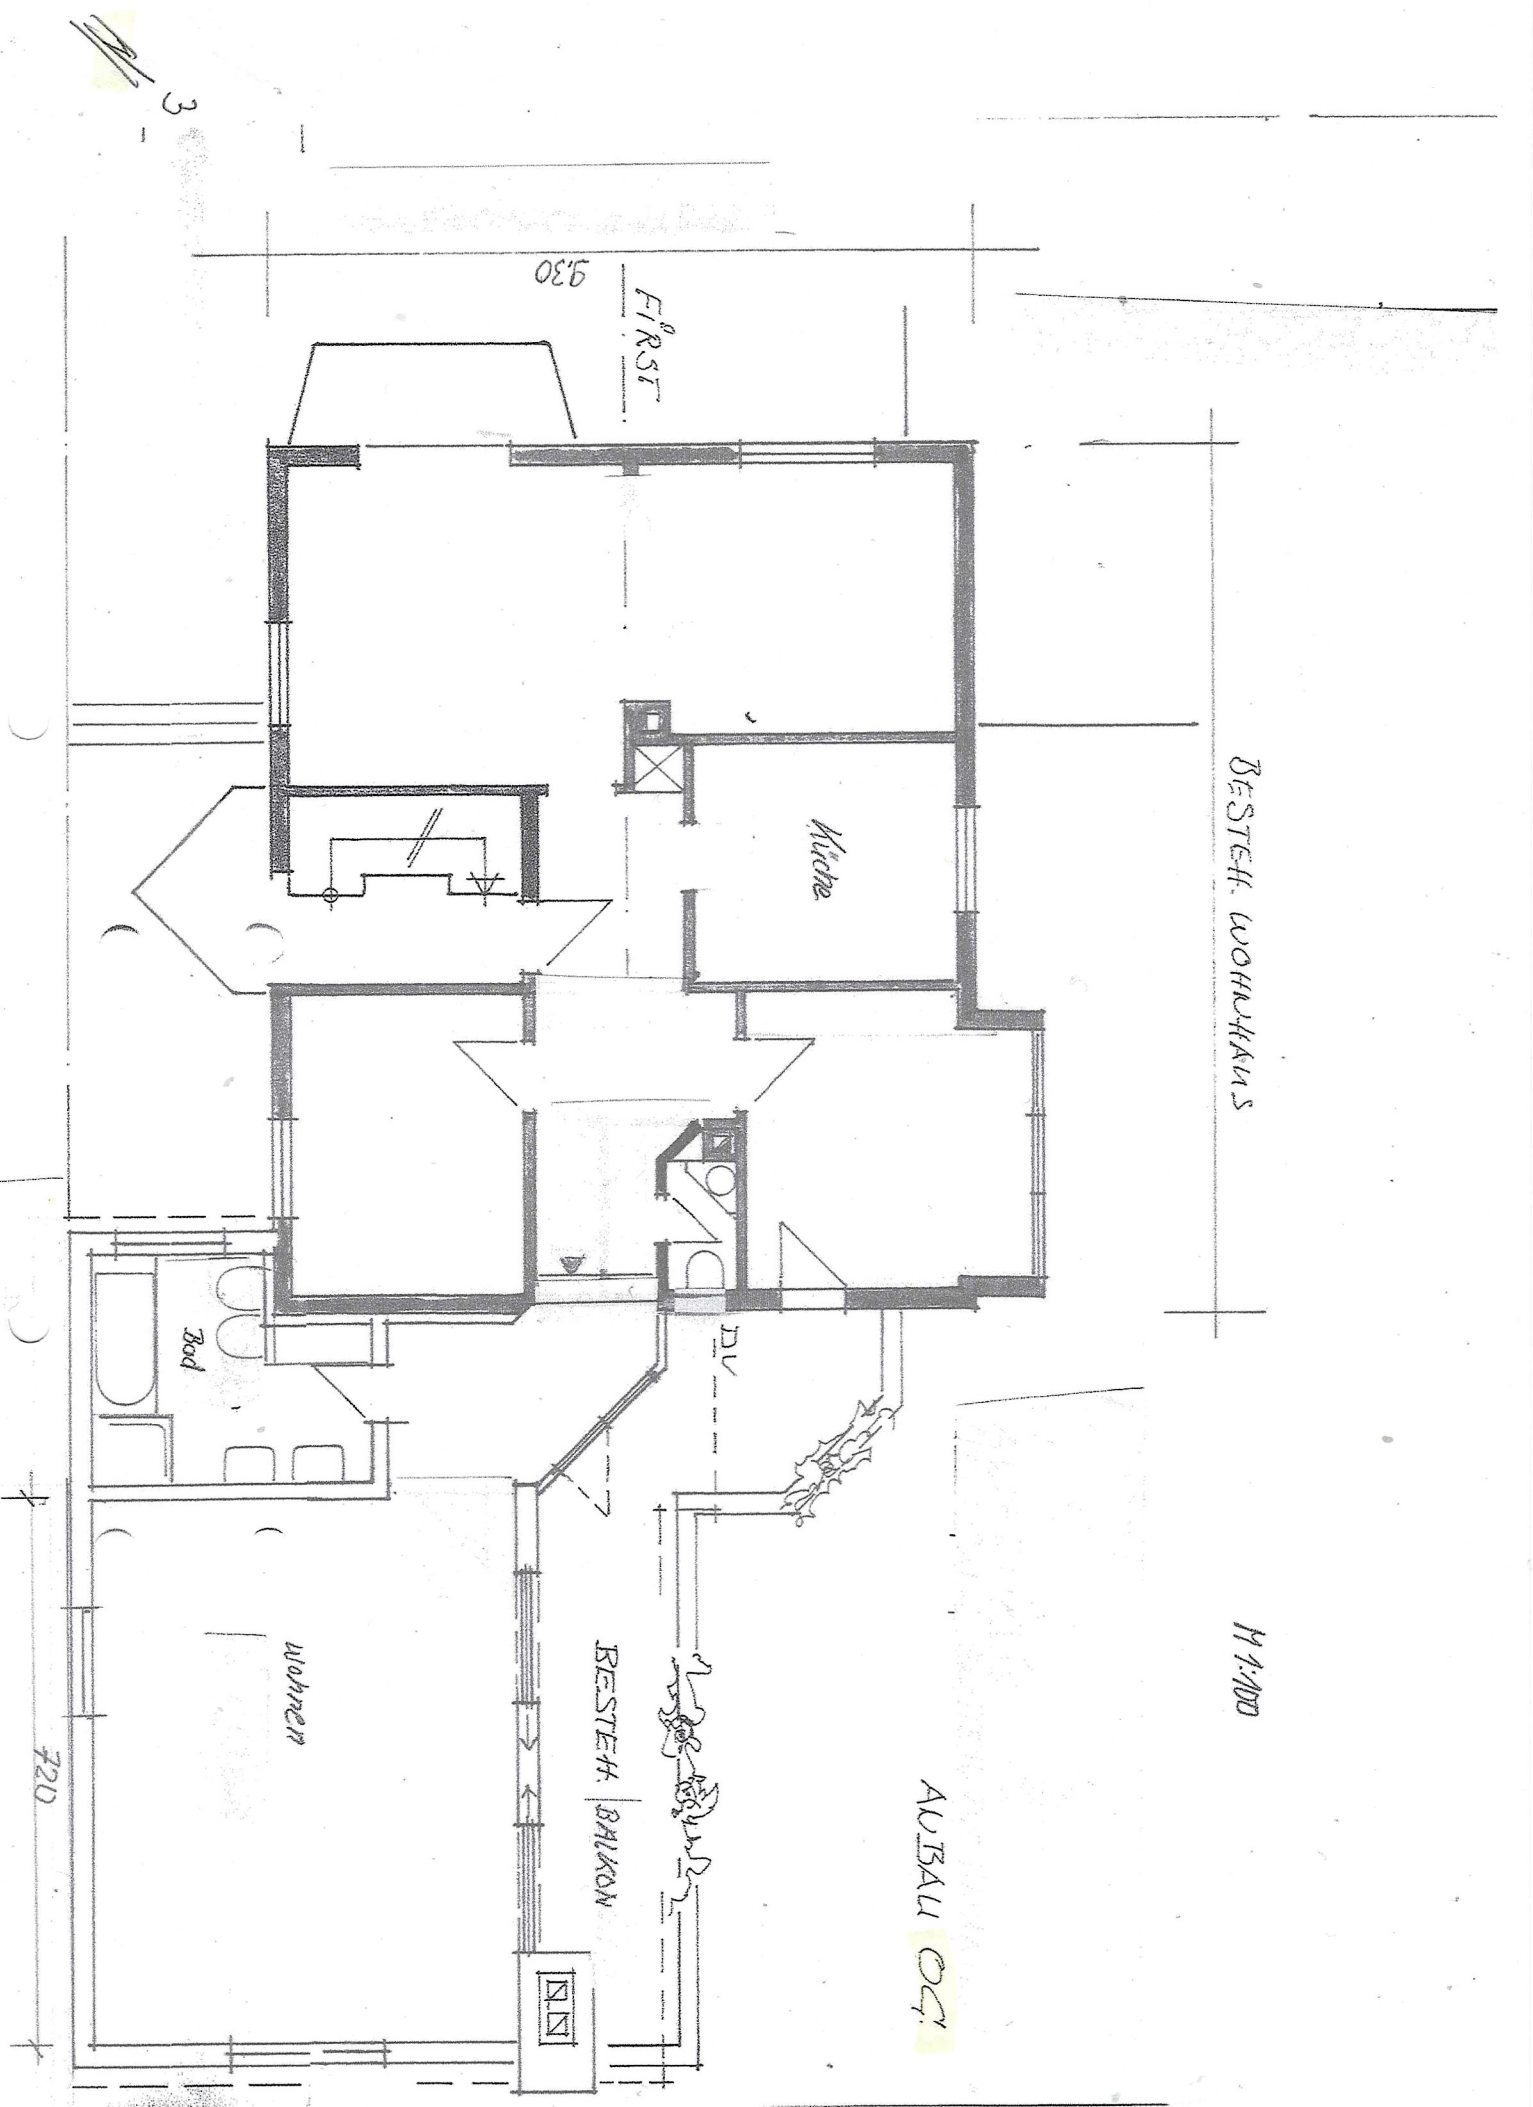 BESTEH. WOHNHAUS
M 1:100
ANBAU OG.
Küche
FIRST
9.30
DV
BESTEH. BALKON
Bad
Wohnen
720
3